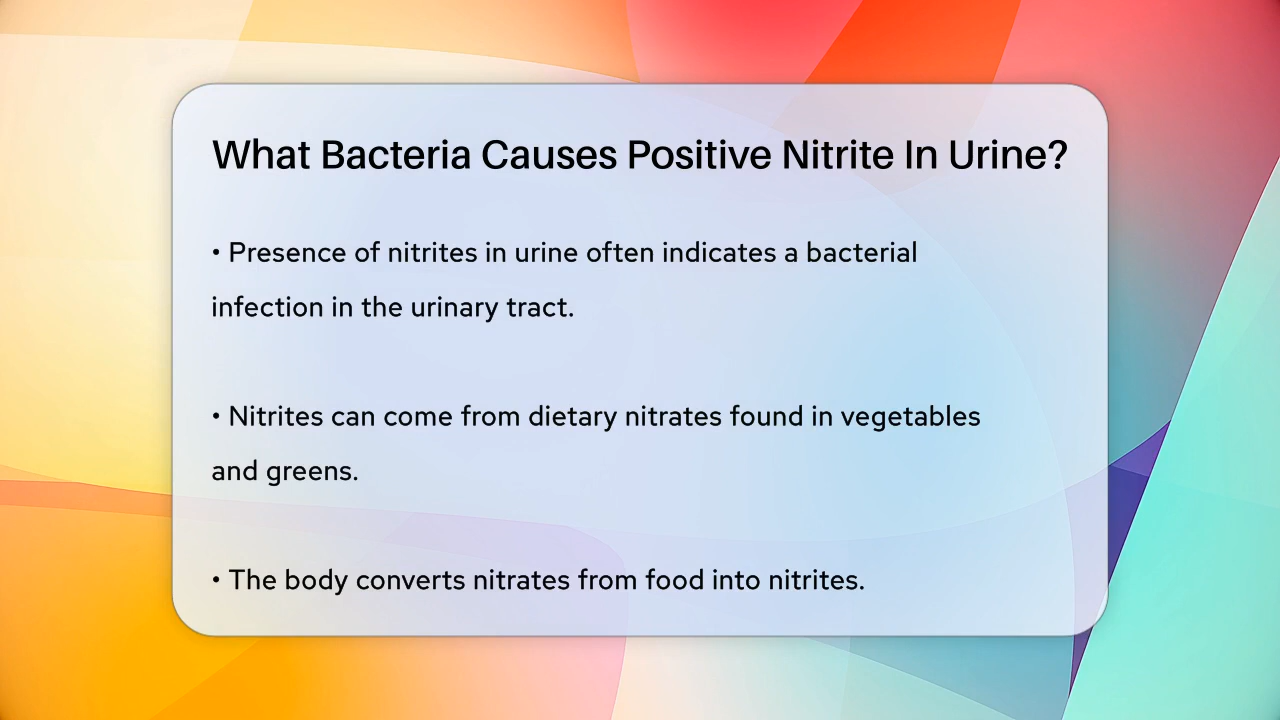 What Bacteria Causes Positive Nitrite In Urine?
• Presence of nitrites in urine often indicates a bacterial
infection in the urinary tract.
• Nitrites can come from dietary nitrates found in vegetables
and greens.
• The body converts nitrates from food into nitrites.